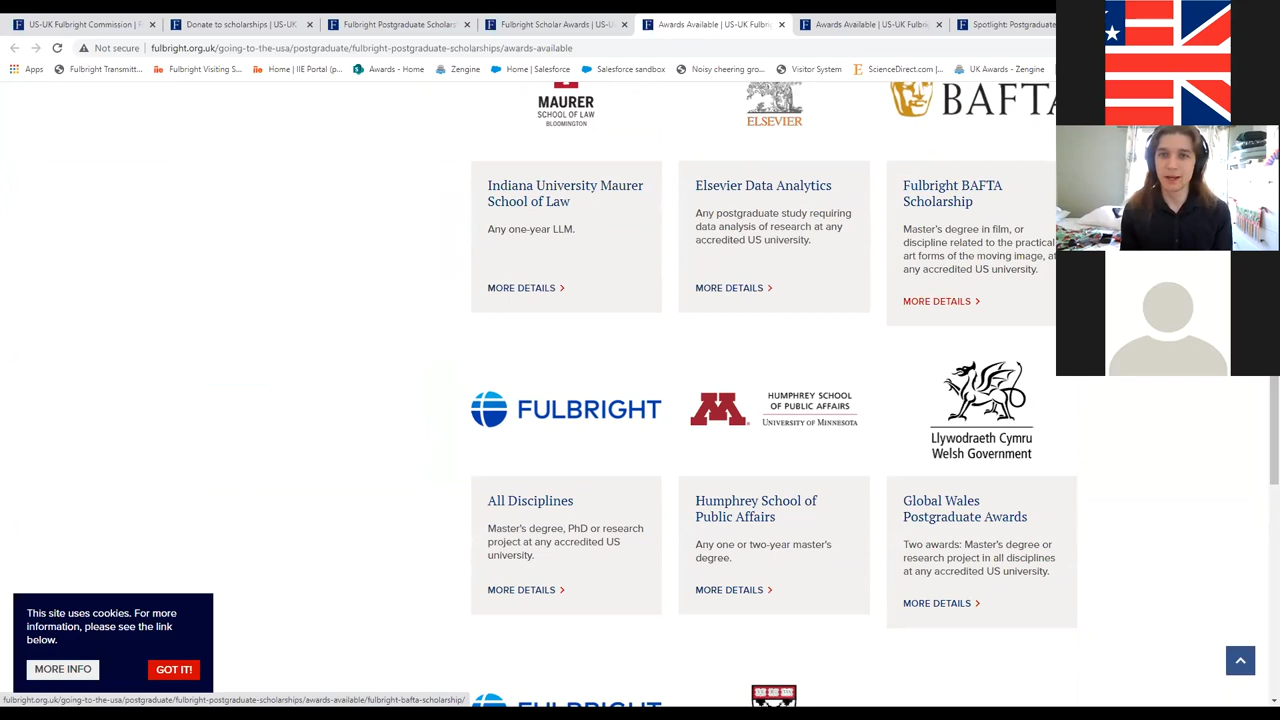 US-UK Fulbright Commission |
Donate to scholarships | US-UK
Fulbright Postgraduate Scholars
Fulbright Scholar Awards | US-U
Awards Available | US-UK Fulbri
Awards Available | US-UK Fulbri
Spotlight: Postgraduate
Not secure
fulbright.org.uk/going-to-the-usa/postgraduate/fulbright-postgraduate-scholarships/awards-available
Apps
Fulbright Transmitt...
Fulbright Visiting S...
Home | IIE Portal (p...
Awards - Home
Zengine
Home | Salesforce
Salesforce sandbox
Noisy cheering gro...
Visitor System
ScienceDirect.com |...
UK Awards - Zengine
MAURER
SCHOOL OF LAW
BLOOMINGTON
ELSEVIER
BAFTA
Indiana University Maurer
School of Law
Any one-year LLM.
MORE DETAILS
Elsevier Data Analytics
Any postgraduate study requiring
data analysis of research at any
accredited US university.
MORE DETAILS
Fulbright BAFTA
Scholarship
Master's degree in film, or
discipline related to the practical
art forms of the moving image, at
any accredited US university.
MORE DETAILS
FULBRIGHT
M
HUMPHREY SCHOOL
OF PUBLIC AFFAIRS
UNIVERSITY OF MINNESOTA
Llywodraeth Cymru
Welsh Government
All Disciplines
Master's degree, PhD or research
project at any accredited US
university.
MORE DETAILS
Humphrey School of
Public Affairs
Any one or two-year master's
degree.
MORE DETAILS
Global Wales
Postgraduate Awards
Two awards: Master's degree or
research project in all disciplines
at any accredited US university.
MORE DETAILS
This site uses cookies. For more
information, please see the link
below.
MORE INFO
GOT IT!
FULBRIGHT
fulbright.org.uk/going-to-the-usa/postgraduate/fulbright-postgraduate-scholarships/awards-available/fulbright-bafta-scholarship/